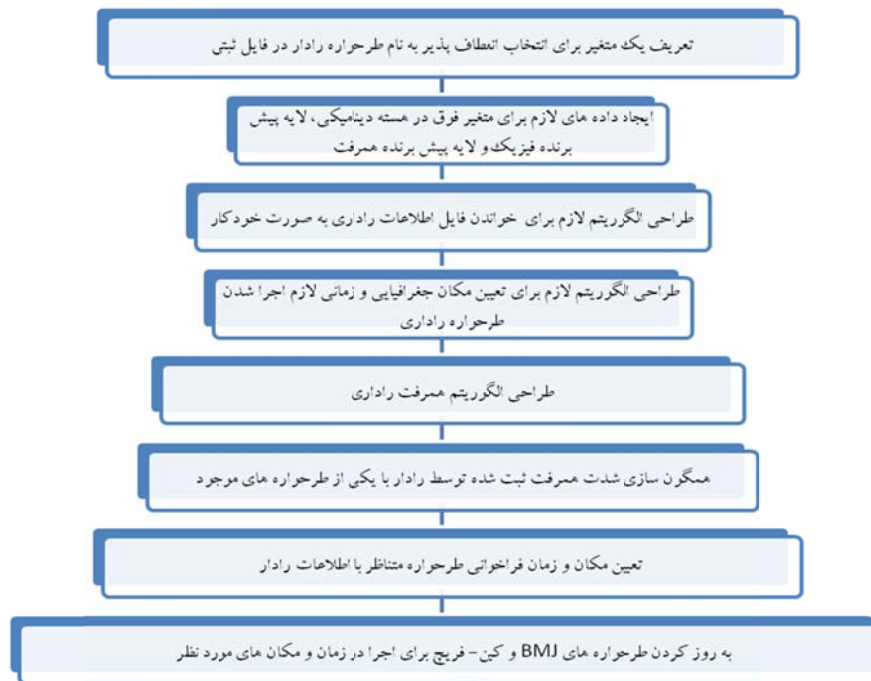 تعریف یک متغیر برای انتخاب انعطاف پذیر به نام طرحواره رادار در فایل ثبتی
ایجاد داده های لازم برای متغیر فوق در هسته دینامیکی، لایه پیش
برنده فیزیک و لایه پیش برنده همرفت
طراحی الگرریتم لازم برای خواندن فایل اطلاعات راداری به صورت خودکار
طراحی الگوریتم لازم برای تعیین مکان جغرافیایی و زمانی لازم اجرا شدن
طرحواره راداری
طراحی الگوریتم همرفت راداری
همگون سازی شدت همرفت ثبت شده توسط رادار با یکی از طرحواره های موجود
تعیین مکان و زمان فراخوانی طرحواره متناظر با اطلاعات رادار
به روز کردن طرحواره های BMJ و کین- فریچ برای اجرا در زمان و مکان های مورد نظر